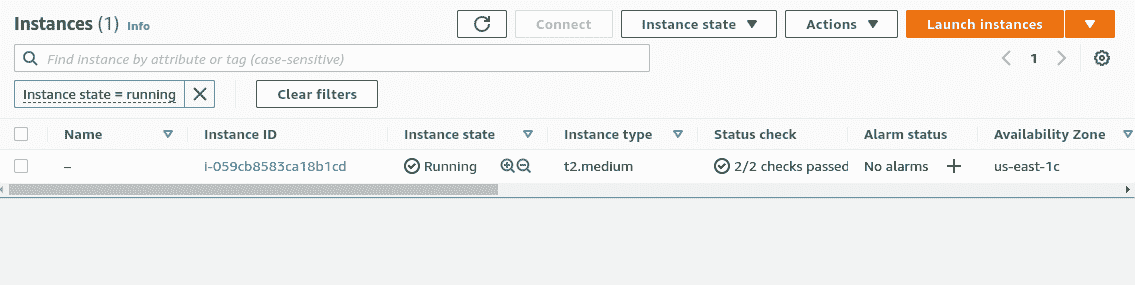 Instances (1) Info Connect Instance state Actions Launch instances
Find instance by attribute or tag (case-sensitive) 1
Instance state = running Clear filters
Name Instance ID Instance state Instance type Status check Alarm status Availability Zone
– i-059cb8583ca18b1cd Running t2.medium 2/2 checks passed No alarms us-east-1c